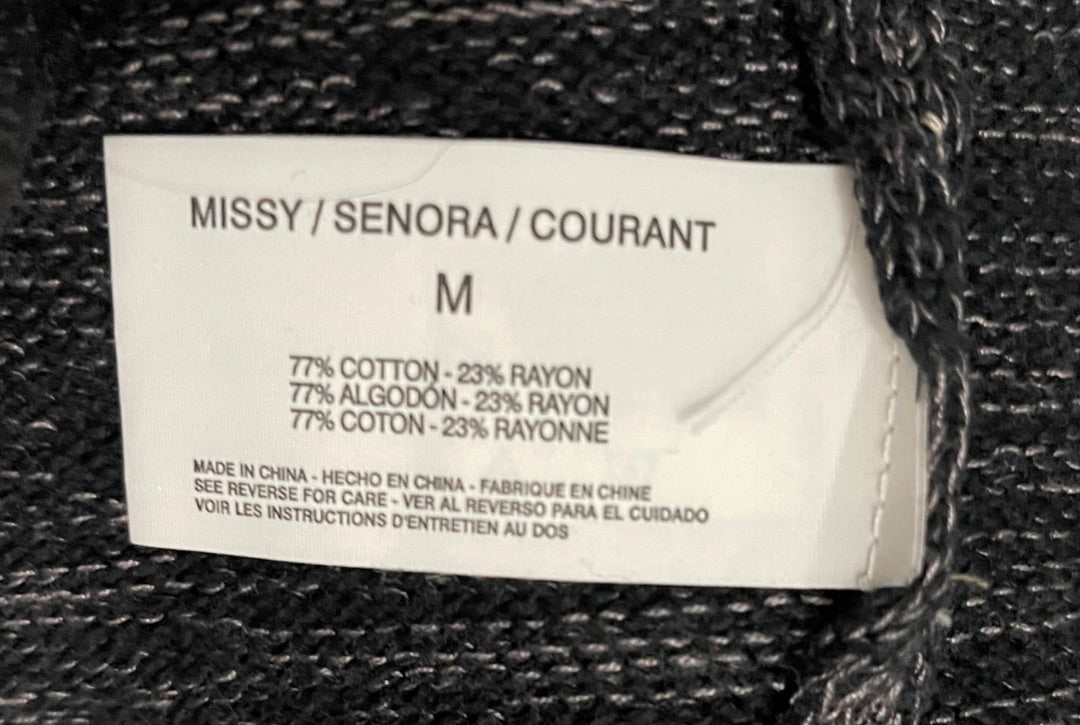 MISSY / SENORA / COURANT
M
77% COTTON - 23% RAYON
77% ALGODÓN - 23% RAYON
77% COTON - 23% RAYONNE
MADE IN CHINA - HECHO EN CHINA - FABRIQUE EN CHINE
SEE REVERSE FOR CARE - VER AL REVERSO PARA EL CUIDADO
VOIR LES INSTRUCTIONS D'ENTRETIEN AU DOS